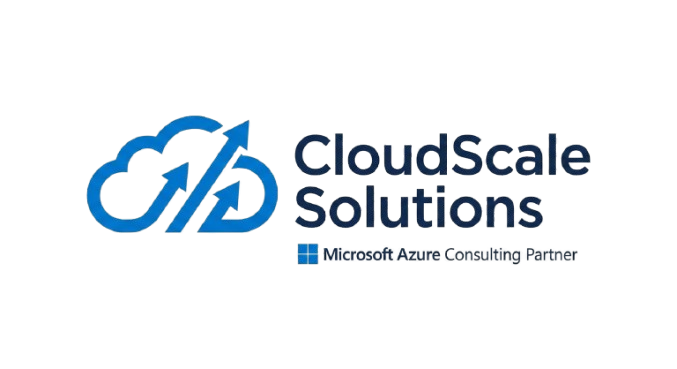 CloudScale
Solutions
Microsoft Azure Consulting Partner